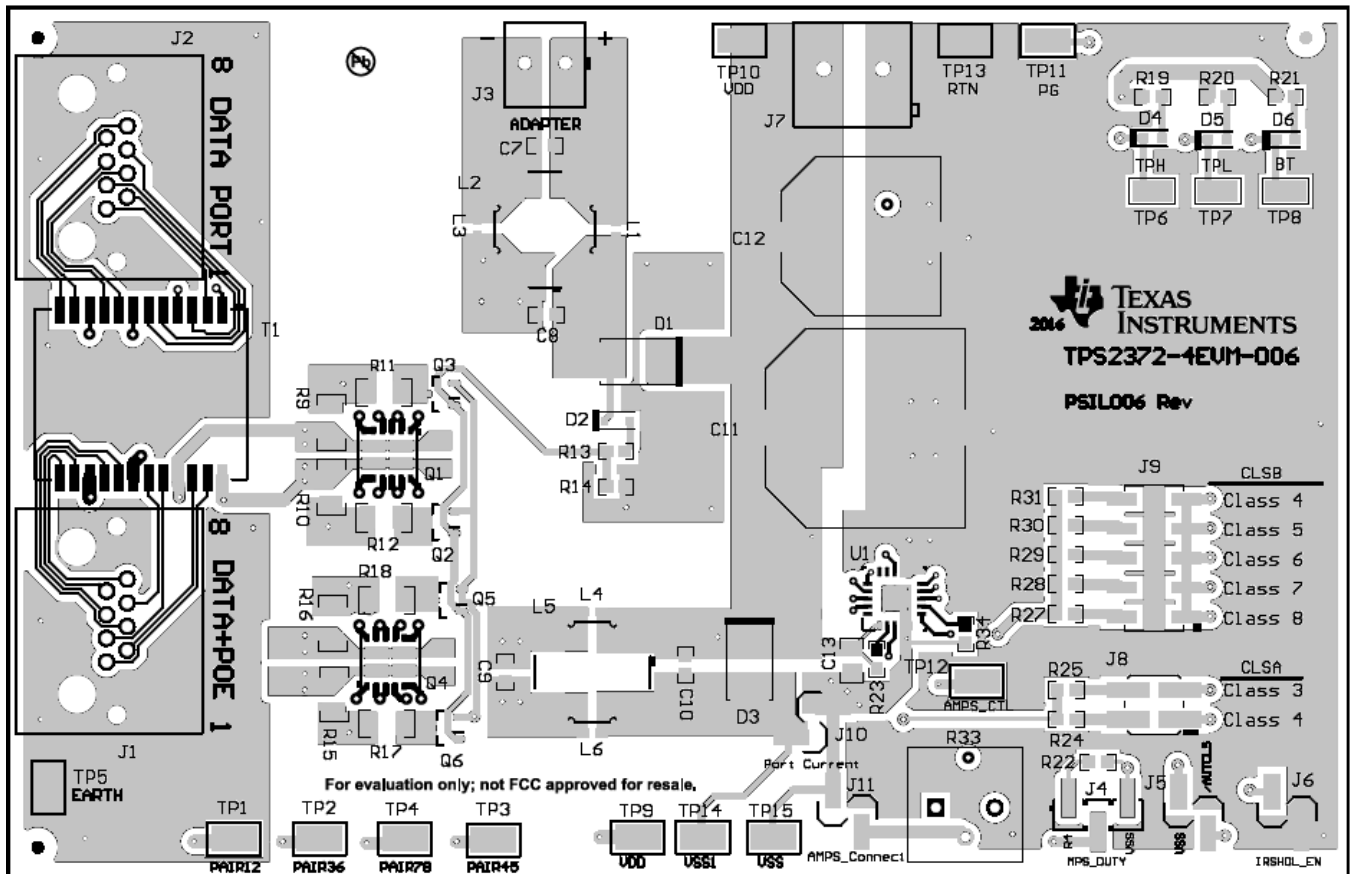 J2
8 DATA PORT 1
T1
8 DATA+POE 1
J1
TP5
EARTH
Pb
-
+
J3
ADAPTER
C7
L2
L3
L1
C8
D1
D2
R13
R14
TP10
VDD
J7
TP13
RTN
TP11
PG
R19
R20
R21
D4
D5
D6
TPH
TPL
BT
TP6
TP7
TP8
C12
C11
2016
TEXAS
INSTRUMENTS
TPS2372-4EVM-006
PSIL006 Rev
R11
Q3
R9
Q1
R10
R12
Q2
R18
R16
Q5
Q4
R15
R17
Q6
L5
L4
C9
C10
L6
D3
U1
C13
R23
R34
TP12
AMPS_CTL
J9
CLSB
R31
Class 4
R30
Class 5
R29
Class 6
R28
Class 7
R27
Class 8
J8
CLSA
R25
Class 3
Class 4
R24
J10
Port Current
R33
R22
J4
J5
J6
J11
AUTCLS
R4
VSS
VSS
MPS_DUTY
IRSHDL_EN
AMPS_Connect
For evaluation only; not FCC approved for resale.
TP1
PAIR12
TP2
PAIR36
TP4
PAIR78
TP3
PAIR45
TP9
VDD
TP14
VSS1
TP15
VSS